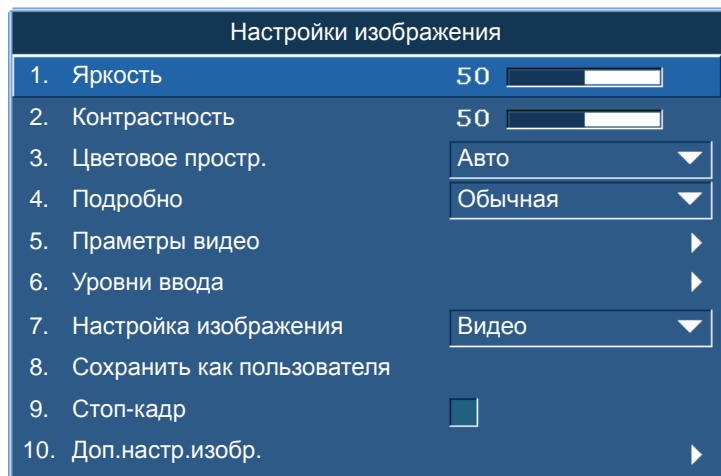 Настройки изображения
1. Яркость 50
2. Контрастность 50
3. Цветовое простр. Авто
4. Подробно Обычная
5. Праметры видео
6. Уровни ввода
7. Настройка изображения Видео
8. Сохранить как пользователя
9. Стоп-кадр
10. Доп.настр.изобр.